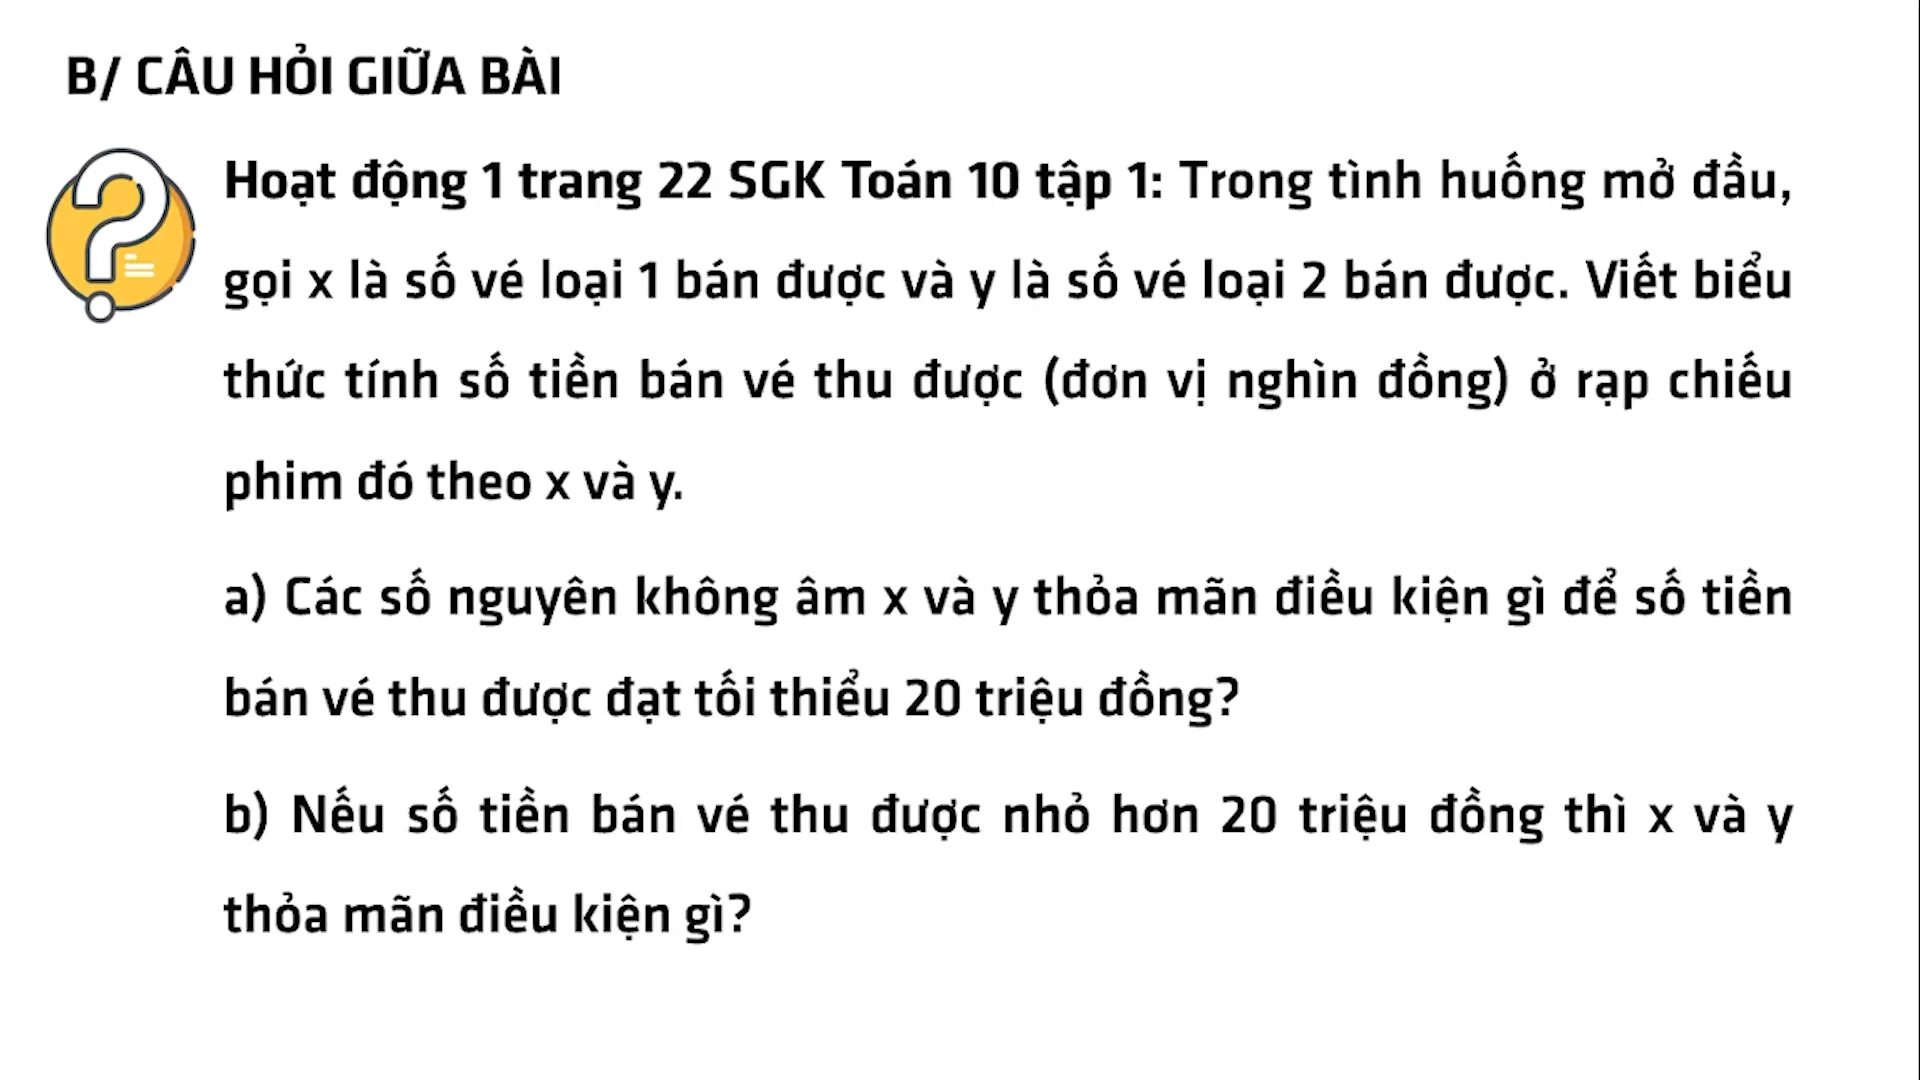 B/ CÂU HỎI GIỮA BÀI
Hoạt động 1 trang 22 SGK Toán 10 tập 1: Trong tình huống mở đầu,
gọi x là số vé loại 1 bán được và y là số vé loại 2 bán được. Viết biểu
thức tính số tiền bán vé thu được (đơn vị nghìn đồng) ở rạp chiếu
phim đó theo x và y.
a) Các số nguyên không âm x và y thỏa mãn điều kiện gì để số tiền
bán vé thu được đạt tối thiểu 20 triệu đồng?
b) Nếu số tiền bán vé thu được nhỏ hơn 20 triệu đồng thì x và y
thỏa mãn điều kiện gì?